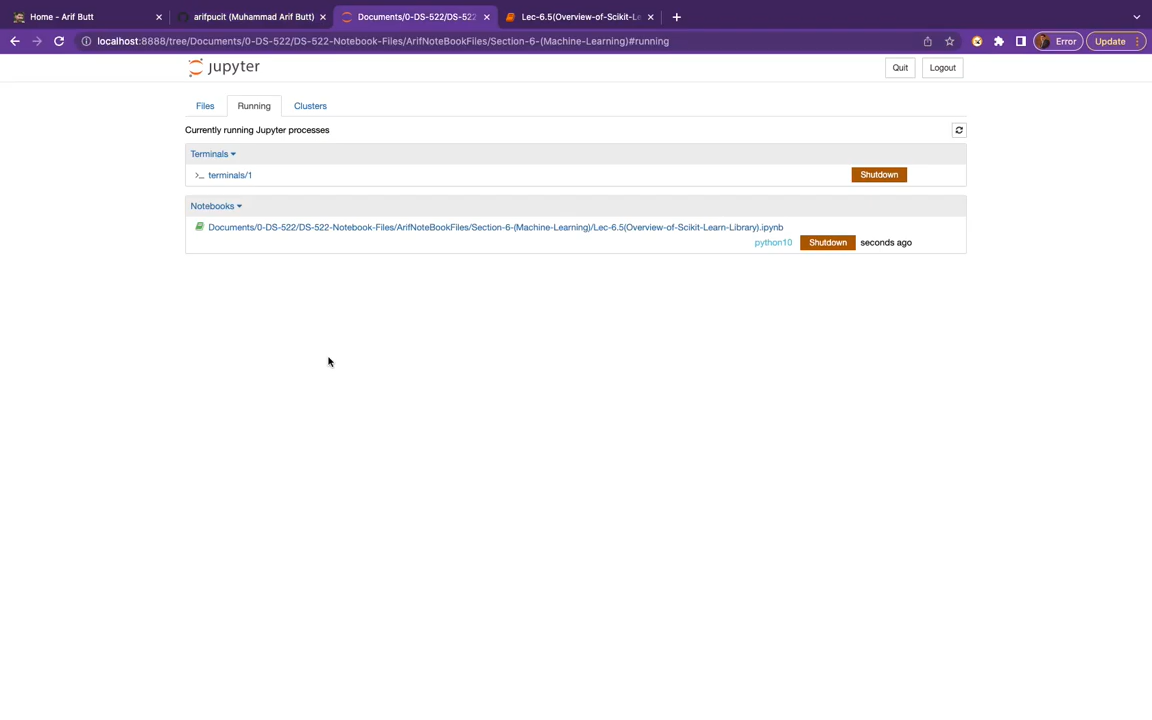 Home - Arif Butt
arifpucit (Muhammad Arif Butt)
Documents/0-DS-522/DS-522
Lec-6.5(Overview-of-Scikit-Le
localhost:8888/tree/Documents/0-DS-522/DS-522-Notebook-Files/ArifNoteBookFiles/Section-6-(Machine-Learning)#running
Error
Update
jupyter
Quit
Logout
Files
Running
Clusters
Currently running Jupyter processes
Terminals
>_ terminals/1
Shutdown
Notebooks
Documents/0-DS-522/DS-522-Notebook-Files/ArifNoteBookFiles/Section-6-(Machine-Learning)/Lec-6.5(Overview-of-Scikit-Learn-Library).ipynb
python10 Shutdown seconds ago